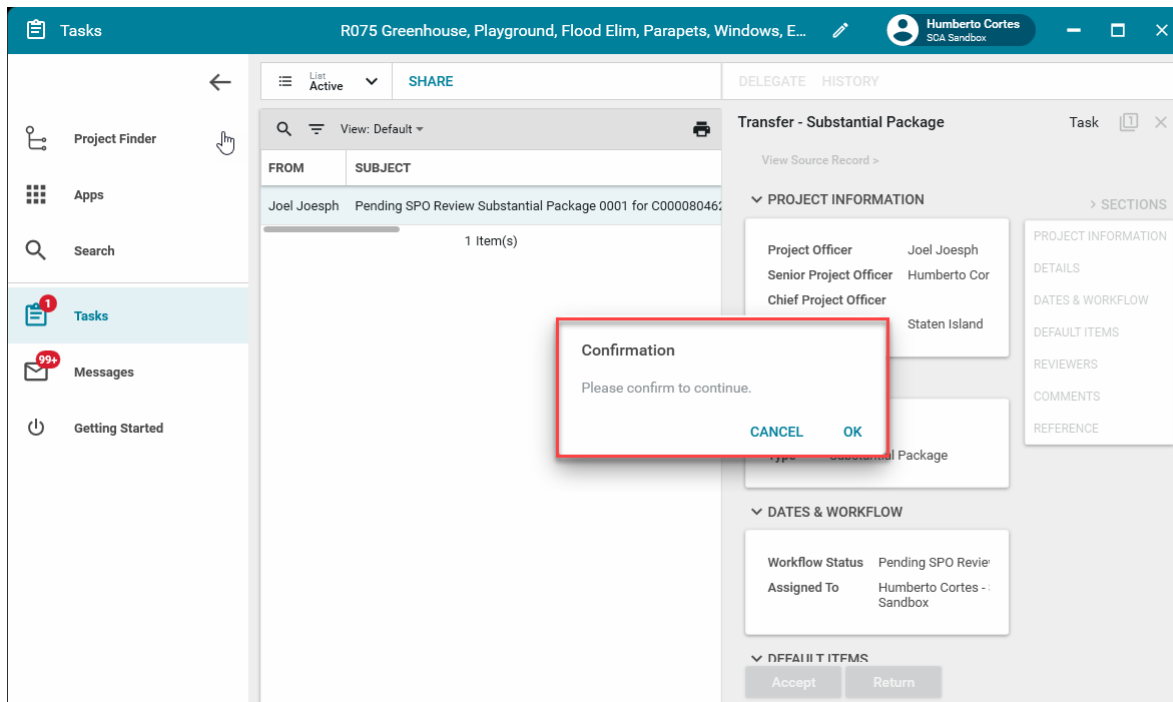 Tasks
R075 Greenhouse, Playground, Flood Elim, Parapets, Windows, E...
Humberto Cortes
SCA Sandbox
Project Finder
Apps
Search
1
Tasks
99+
Messages
Getting Started
List
Active
SHARE
View: Default
FROM
SUBJECT
Joel Joesph
Pending SPO Review Substantial Package 0001 for C000080462
1 Item(s)
DELEGATE
HISTORY
Transfer - Substantial Package
Task
1
View Source Record >
PROJECT INFORMATION
Project Officer
Joel Joesph
Senior Project Officer
Humberto Cor
Chief Project Officer
Staten Island
Confirmation
Please confirm to continue.
CANCEL
OK
Type
Substantial Package
DATES & WORKFLOW
Workflow Status
Pending SPO Revie
Assigned To
Humberto Cortes -
Sandbox
DEFAULT ITEMS
Accept
Return
> SECTIONS
PROJECT INFORMATION
DETAILS
DATES & WORKFLOW
DEFAULT ITEMS
REVIEWERS
COMMENTS
REFERENCE